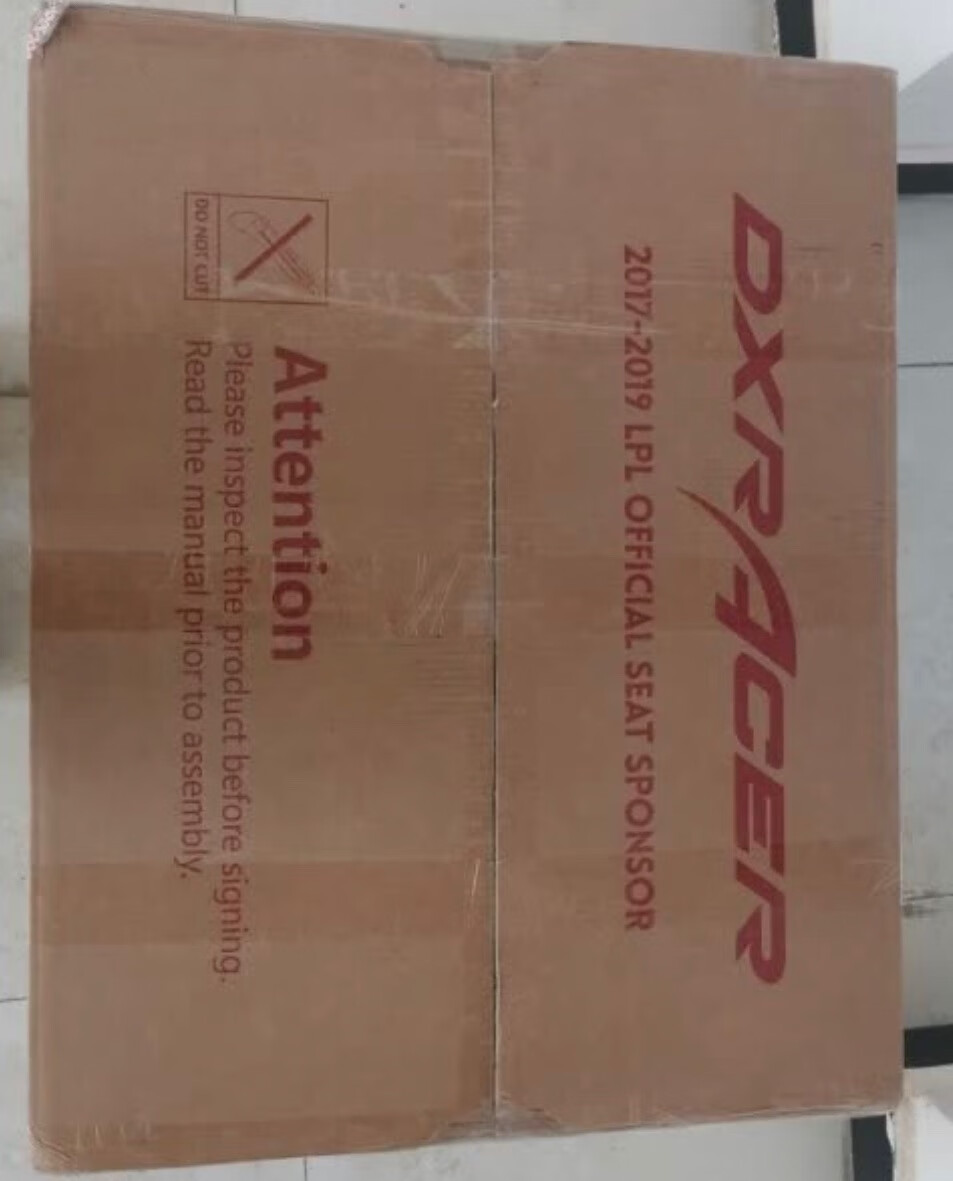 DXRACER
2017-2019 LPL OFFICIAL SEAT SPONSOR
DO NOT CUT
Attention
Please inspect the product before signing.
Read the manual prior to assembly.